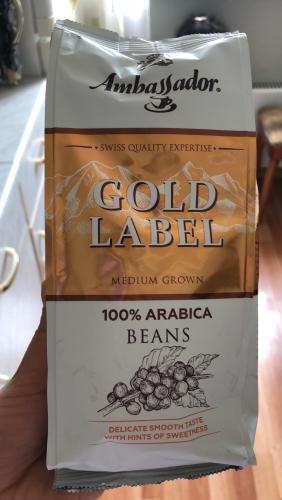 Ambassador®
• SWISS QUALITY EXPERTISE •
GOLD
LABEL
MEDIUM GROWN
100% ARABICA
BEANS
DELICATE SMOOTH TASTE
WITH HINTS OF SWEETNESS